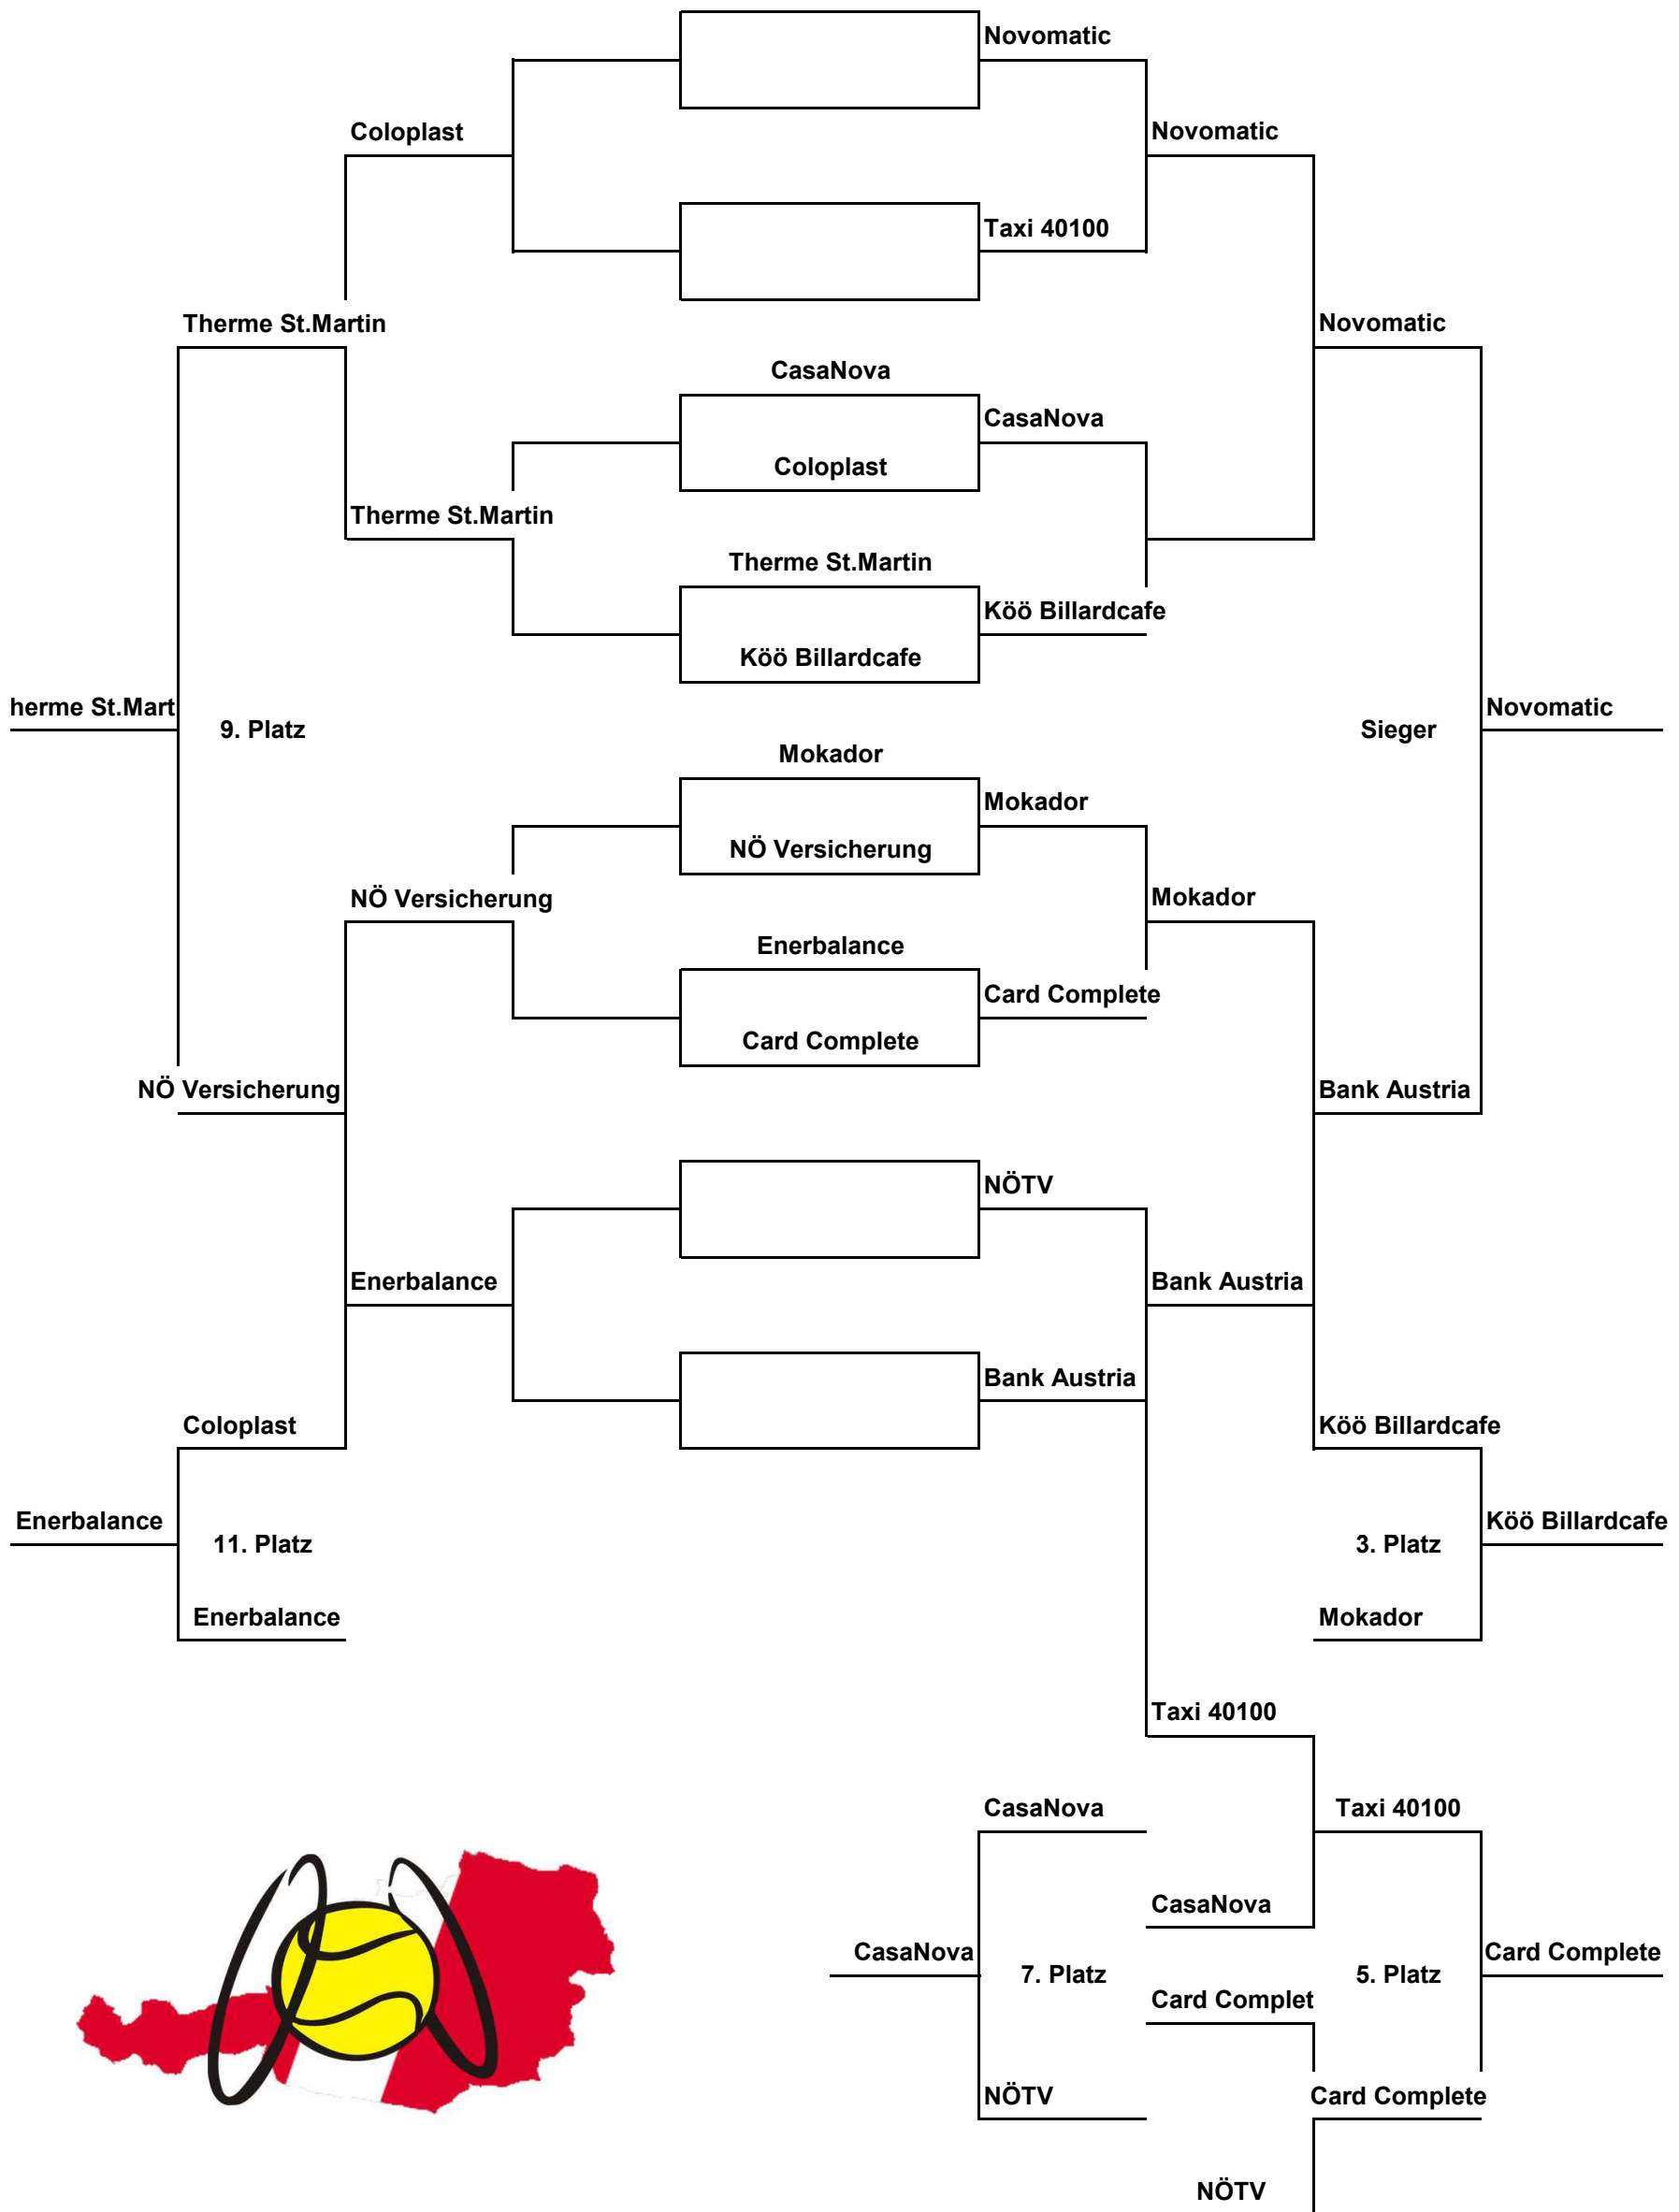 Novomatic
Coloplast
Novomatic
Taxi 40100
Therme St.Martin
Novomatic
CasaNova
CasaNova
Coloplast
Therme St.Martin
Therme St.Martin
Köö Billardcafe
Köö Billardcafe
herme St.Mart
9. Platz
Sieger
Novomatic
Mokador
Mokador
NÖ Versicherung
NÖ Versicherung
Mokador
Enerbalance
Card Complete
Card Complete
NÖ Versicherung
Bank Austria
NÖTV
Enerbalance
Bank Austria
Bank Austria
Coloplast
Köö Billardcafe
Enerbalance
11. Platz
3. Platz
Köö Billardcafe
Enerbalance
Mokador
Taxi 40100
CasaNova
Taxi 40100
CasaNova
CasaNova
7. Platz
5. Platz
Card Complete
Card Complet
NÖTV
Card Complete
NÖTV